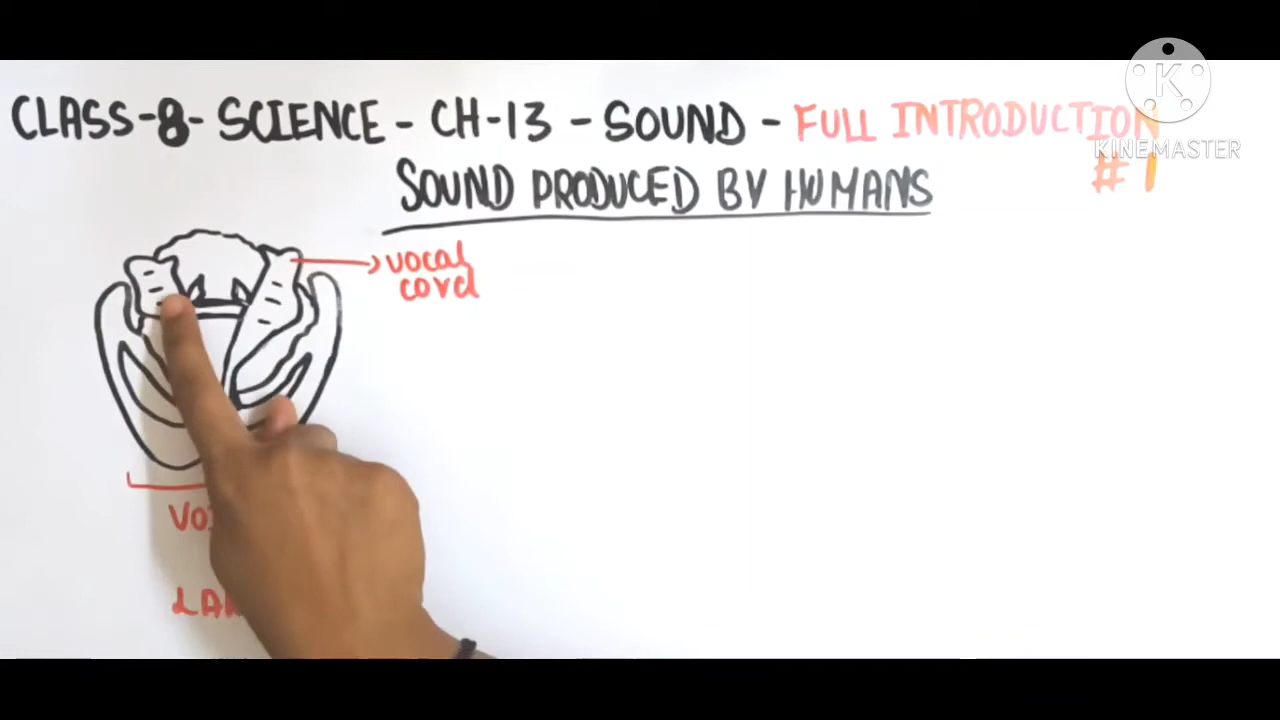 CLASS-8- SCIENCE - CH-13 - SOUND - FULL INTRODUCTION
#1
KINEMASTER
SOUND PRODUCED BY HUMANS
vocal
cord